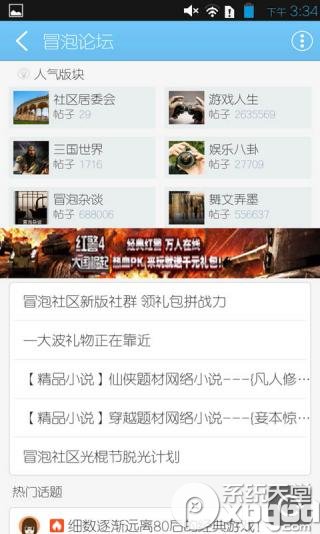 下午 3:34
冒泡论坛
人气版块
社区居委会
帖子 29
游戏人生
帖子 2635569
三国世界
帖子 1716
娱乐八卦
帖子 27709
冒泡杂谈
帖子 688006
舞文弄墨
帖子 556637
红警4
大国崛起
经典红警 万人在线
热血PK,来玩就送千元礼包!
冒泡社区新版社群 领礼包拼战力
一大波礼物正在靠近
【精品小说】仙侠题材网络小说---{凡人修...
【精品小说】穿越题材网络小说---{妾本惊...
冒泡社区光棍节脱光计划
热门话题
细数逐渐远离80后的经典游戏!
系统天堂